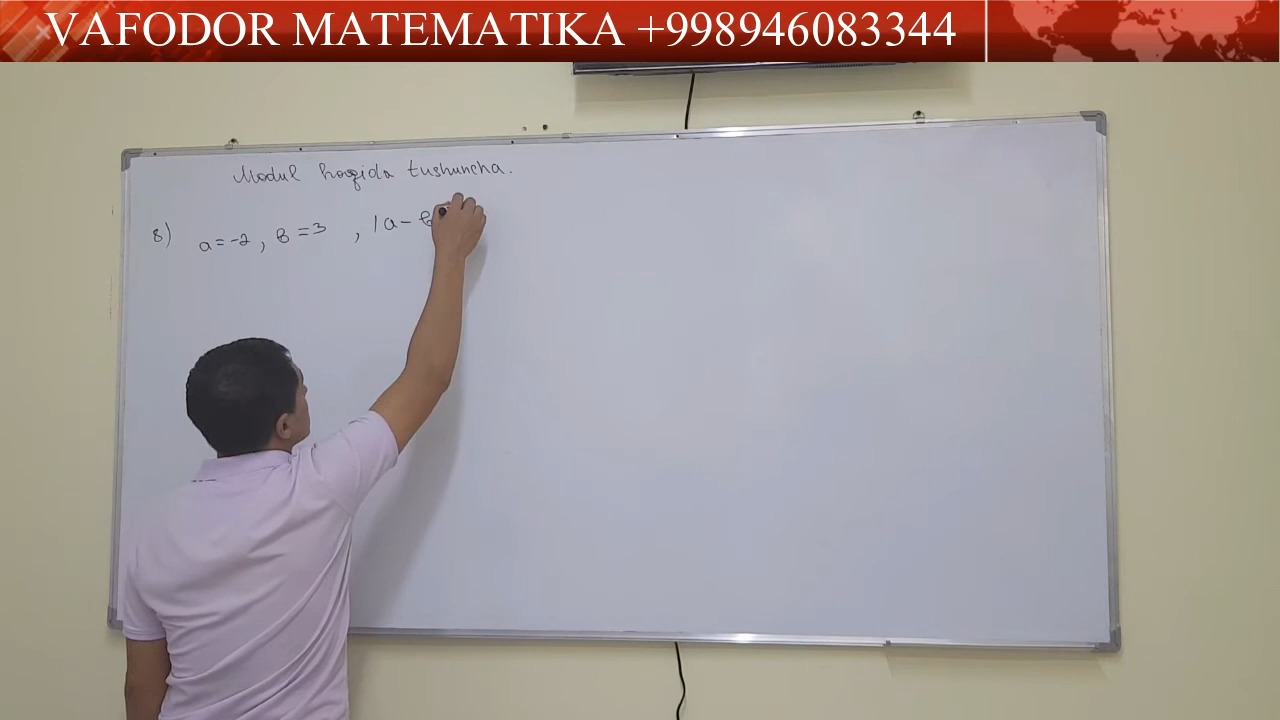 VAFODOR MATEMATIKA +998946083344
Modul haqida tushuncha.
8) a=-2, b=3 , |a-b